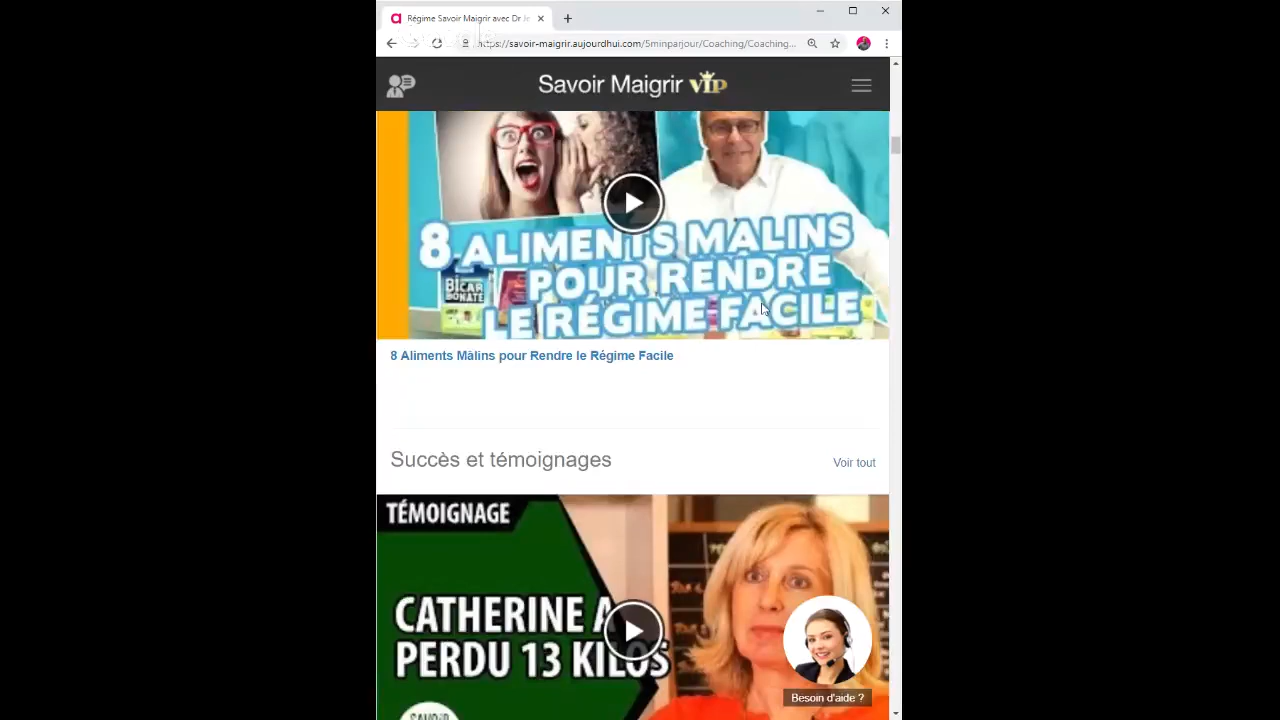 Régime Savoir Maigrir avec Dr Je
https://savoir-maigrir.aujourdhui.com/5minparjour/Coaching/Coaching...
Savoir Maigrir VIP
8 ALIMENTS MALINS
POUR RENDRE
LE RÉGIME FACILE
BICAR
BONATE
8 Aliments Malins pour Rendre le Régime Facile
Succès et témoignages
Voir tout
TÉMOIGNAGE
CATHERINE A
PERDU 13 KILOS
SAVOIR
Besoin d'aide ?